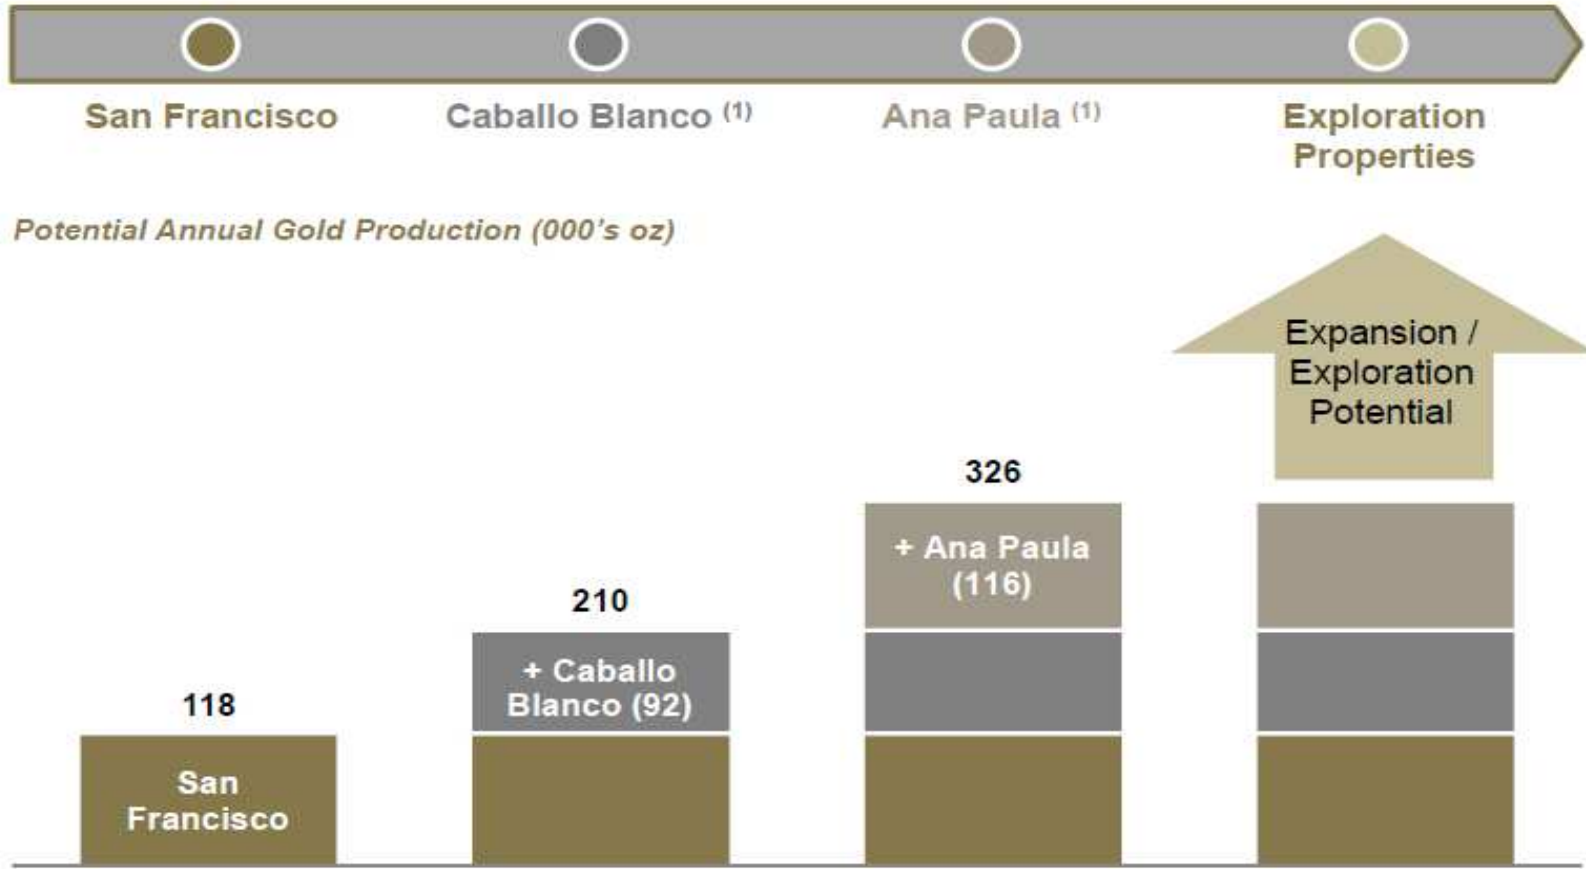 San Francisco
Caballo Blanco (1)
Ana Paula (1)
Exploration
Properties
Potential Annual Gold Production (000's oz)
Expansion /
Exploration
Potential
326
+ Ana Paula
(116)
210
+ Caballo
Blanco (92)
118
San
Francisco